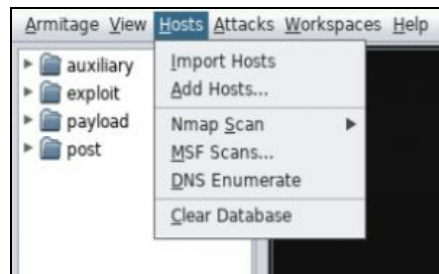 Armitage View Hosts Attacks Workspaces Help
auxiliary
exploit
payload
post
Import Hosts
Add Hosts...
Nmap Scan
MSF Scans...
DNS Enumerate
Clear Database